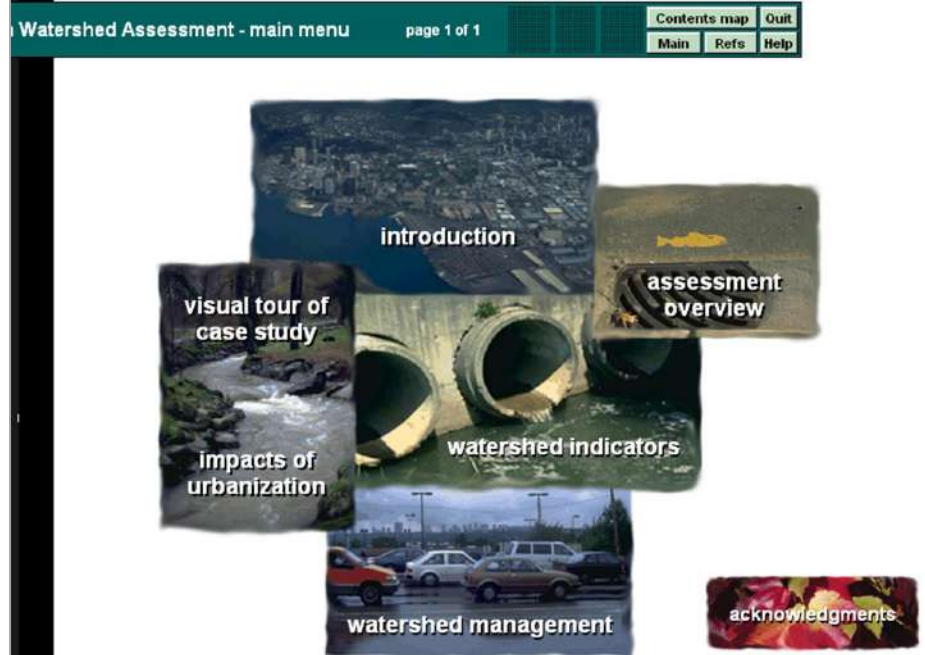 Watershed Assessment - main menu
page 1 of 1
Contents map
Quit
Main
Refs
Help
introduction
assessment
overview
visual tour of
case study
watershed indicators
impacts of
urbanization
watershed management
acknowledgments